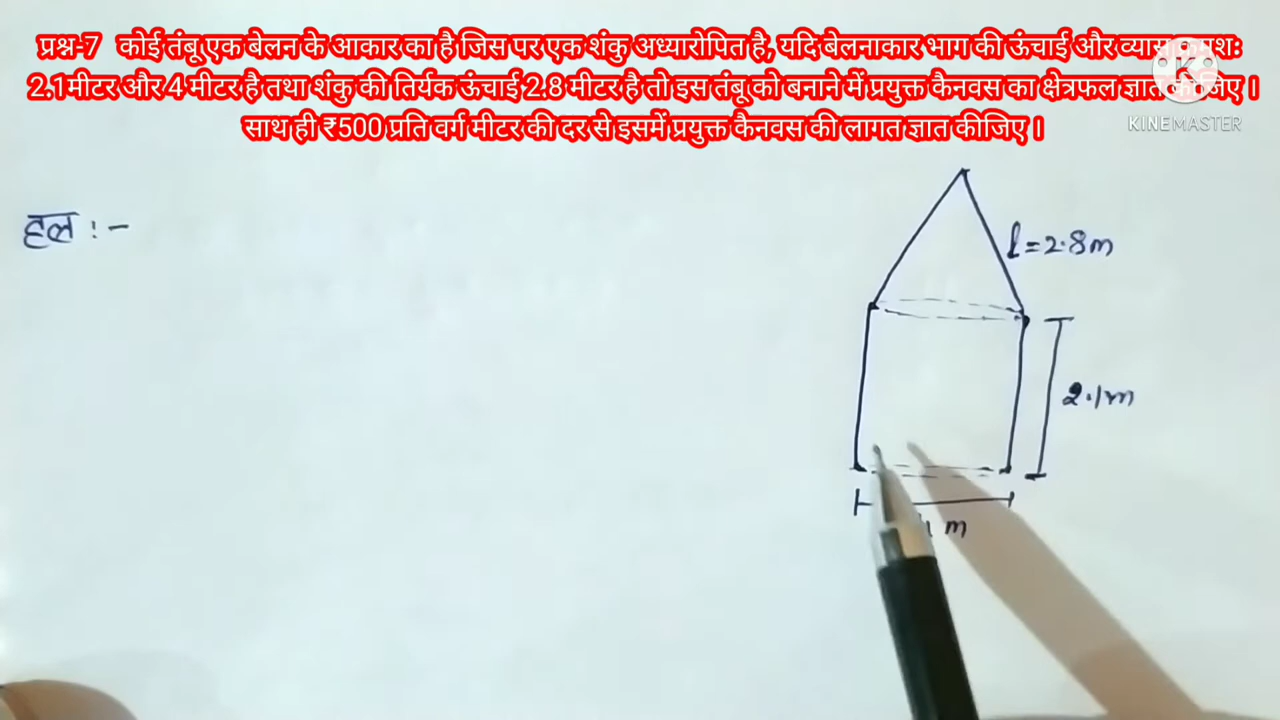 प्रश्न-7 कोई तंबू एक बेलन के आकार का है जिस पर एक शंकु अध्यारोपित है, यदि बेलनाकार भाग की ऊंचाई और व्यास क्रमशः
2.1मीटर और 4 मीटर है तथा शंकु की तिर्यक ऊंचाई 2.8 मीटर है तो इस तंबू को बनाने में प्रयुक्त कैनवस का क्षेत्रफल ज्ञात कीजिए।
साथ ही ₹500 प्रति वर्ग मीटर की दर से इसमें प्रयुक्त कैनवस की लागत ज्ञात कीजिए।
K
KINEMASTER
हल :-
l=2.8m
2.1m
m